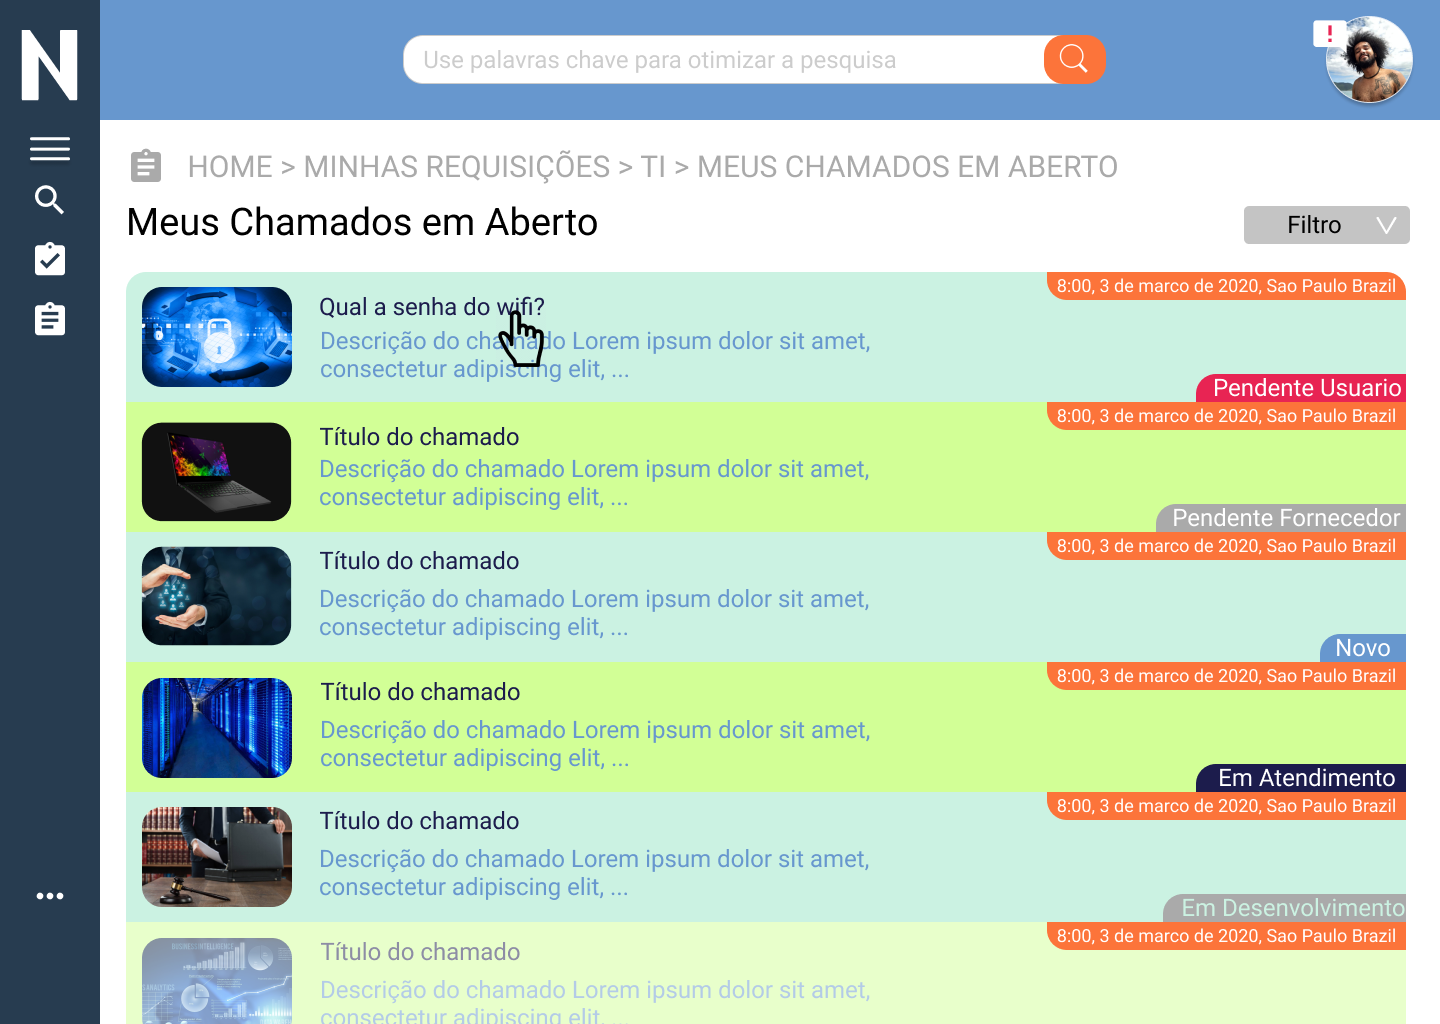 N
Use palavras chave para otimizar a pesquisa
!
HOME > MINHAS REQUISIÇÕES > TI > MEUS CHAMADOS EM ABERTO
Meus Chamados em Aberto
Filtro
8:00, 3 de marco de 2020, Sao Paulo Brazil
Qual a senha do wifi?
Descrição do chamado Lorem ipsum dolor sit amet,
consectetur adipiscing elit, ...
Pendente Usuario
8:00, 3 de marco de 2020, Sao Paulo Brazil
Título do chamado
Descrição do chamado Lorem ipsum dolor sit amet,
consectetur adipiscing elit, ...
Pendente Fornecedor
8:00, 3 de marco de 2020, Sao Paulo Brazil
Título do chamado
Descrição do chamado Lorem ipsum dolor sit amet,
consectetur adipiscing elit, ...
Novo
8:00, 3 de marco de 2020, Sao Paulo Brazil
Título do chamado
Descrição do chamado Lorem ipsum dolor sit amet,
consectetur adipiscing elit, ...
Em Atendimento
8:00, 3 de marco de 2020, Sao Paulo Brazil
Título do chamado
Descrição do chamado Lorem ipsum dolor sit amet,
consectetur adipiscing elit, ...
Em Desenvolvimento
8:00, 3 de marco de 2020, Sao Paulo Brazil
BUSINESS INTELLIGENCE
Título do chamado
ANALYTICS
Descrição do chamado Lorem ipsum dolor sit amet,
consectetur adipiscing elit, ...